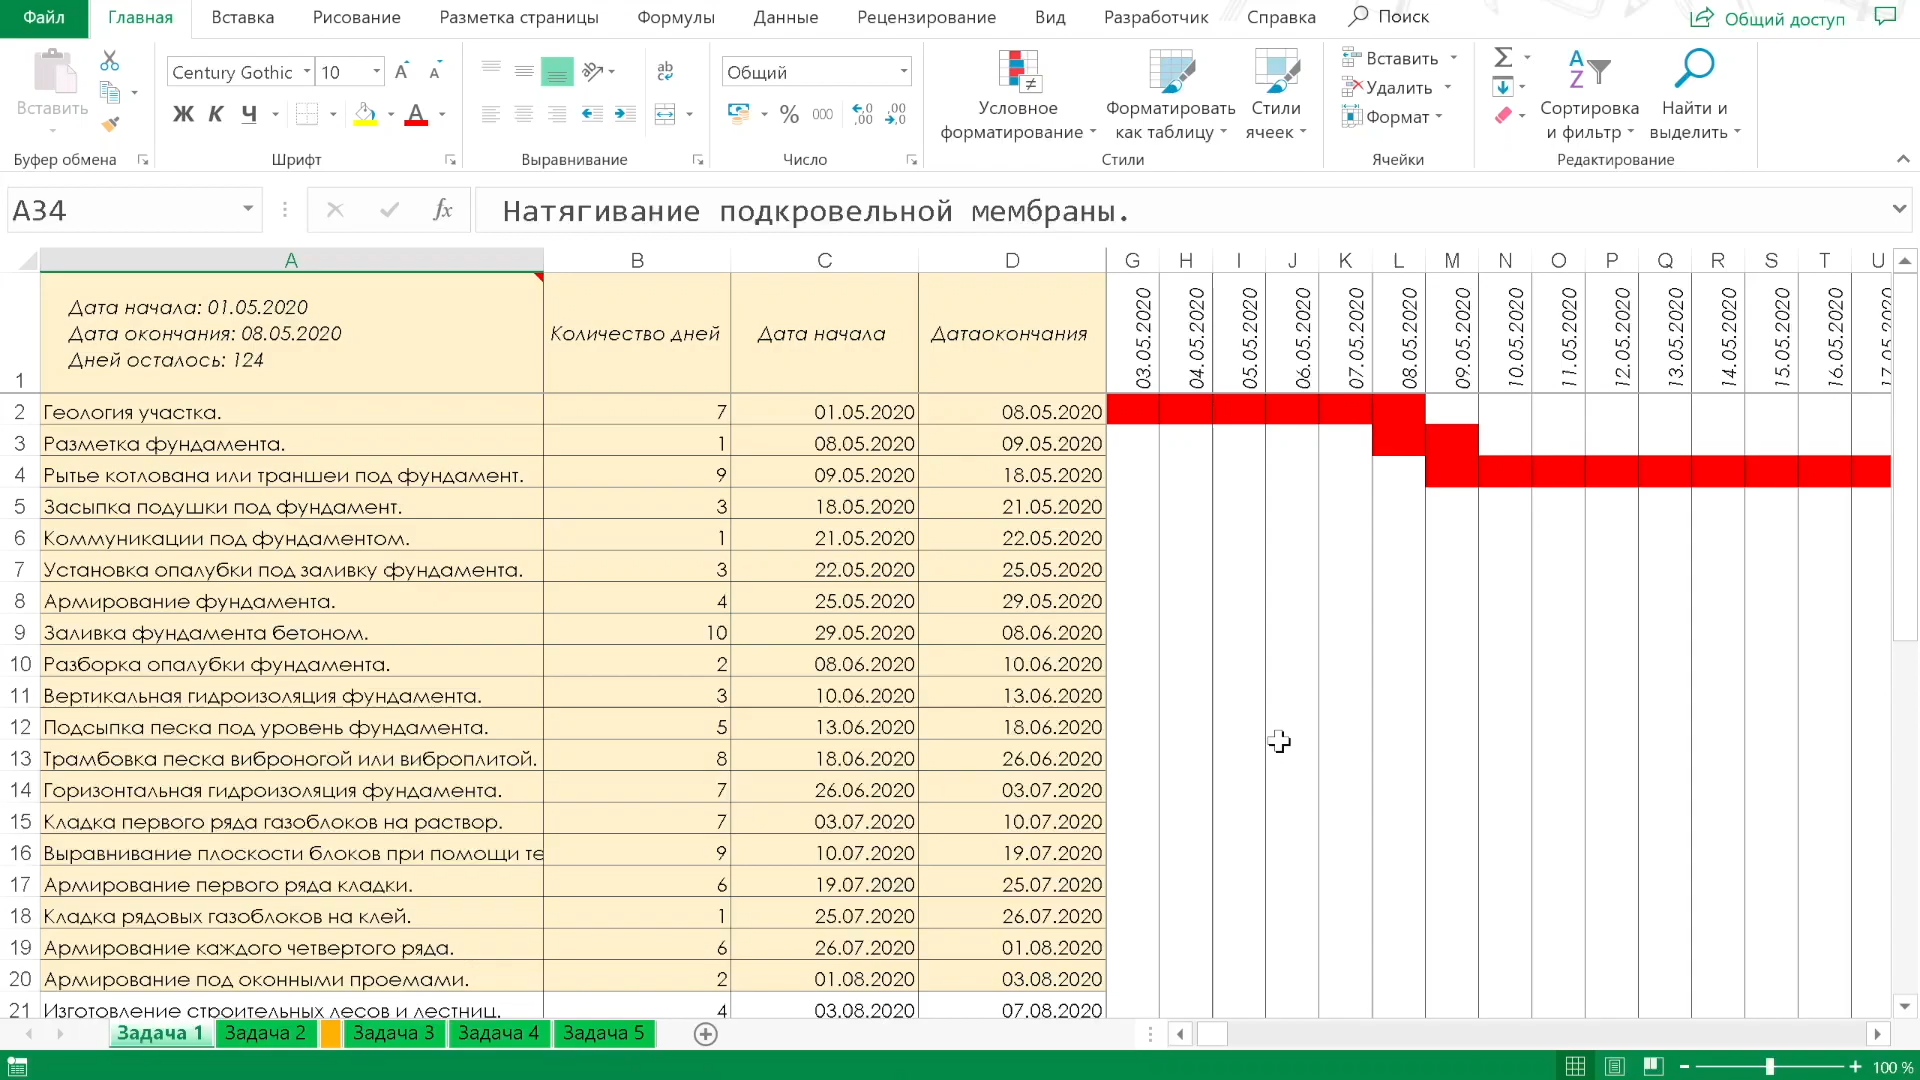 Файл Главная Вставка Рисование Разметка страницы Формулы Данные Рецензирование Вид Разработчик Справка Поиск Общий доступ
Вставить
Century Gothic 10
Ж К Ч
Общий
% 000
Условное форматирование
Форматировать как таблицу
Стили ячеек
Вставить
Удалить
Формат
Сортировка и фильтр
Найти и выделить
Буфер обмена Шрифт Выравнивание Число Стили Ячейки Редактирование
A34 fx Натягивание подкровельной мембраны.
A B C D G H I J K L M N O P Q R S T U
Дата начала: 01.05.2020
Дата окончания: 08.05.2020
Дней осталось: 124
1 Количество дней Дата начала Датаокончания 03.05.2020 04.05.2020 05.05.2020 06.05.2020 07.05.2020 08.05.2020 09.05.2020 10.05.2020 11.05.2020 12.05.2020 13.05.2020 14.05.2020 15.05.2020 16.05.2020 17.05.2020
2 Геология участка. 7 01.05.2020 08.05.2020
3 Разметка фундамента. 1 08.05.2020 09.05.2020
4 Рытье котлована или траншеи под фундамент. 9 09.05.2020 18.05.2020
5 Засыпка подушки под фундамент. 3 18.05.2020 21.05.2020
6 Коммуникации под фундаментом. 1 21.05.2020 22.05.2020
7 Установка опалубки под заливку фундамента. 3 22.05.2020 25.05.2020
8 Армирование фундамента. 4 25.05.2020 29.05.2020
9 Заливка фундамента бетоном. 10 29.05.2020 08.06.2020
10 Разборка опалубки фундамента. 2 08.06.2020 10.06.2020
11 Вертикальная гидроизоляция фундамента. 3 10.06.2020 13.06.2020
12 Подсыпка песка под уровень фундамента. 5 13.06.2020 18.06.2020
13 Трамбовка песка виброногой или виброплитой. 8 18.06.2020 26.06.2020
14 Горизонтальная гидроизоляция фундамента. 7 26.06.2020 03.07.2020
15 Кладка первого ряда газоблоков на раствор. 7 03.07.2020 10.07.2020
16 Выравнивание плоскости блоков при помощи те 9 10.07.2020 19.07.2020
17 Армирование первого ряда кладки. 6 19.07.2020 25.07.2020
18 Кладка рядовых газоблоков на клей. 1 25.07.2020 26.07.2020
19 Армирование каждого четвертого ряда. 6 26.07.2020 01.08.2020
20 Армирование под оконными проемами. 2 01.08.2020 03.08.2020
21 Изготовление строительных лесов и лестниц. 4 03.08.2020 07.08.2020
Задача 1 Задача 2 Задача 3 Задача 4 Задача 5
100 %